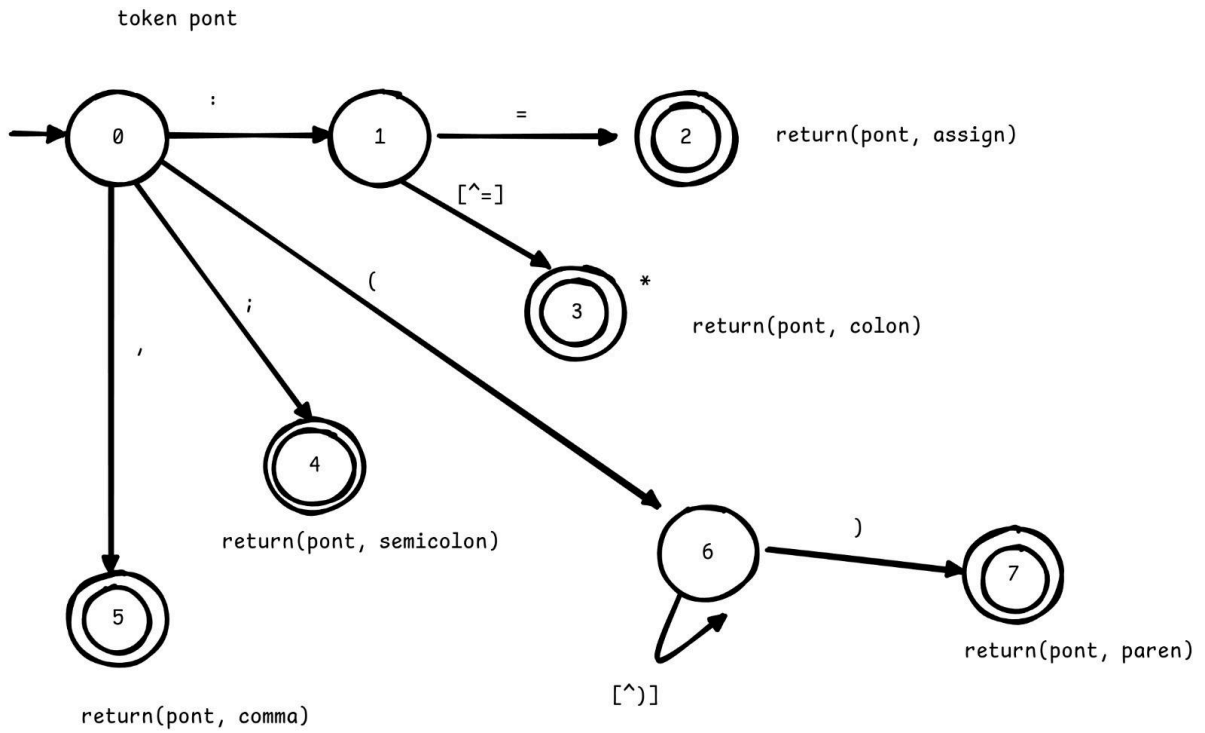 token pont
:
0
1
=
2
return(pont, assign)
[^=]
3
*
return(pont, colon)
(
;
,
4
return(pont, semicolon)
6
)
7
return(pont, paren)
5
[^)]
return(pont, comma)